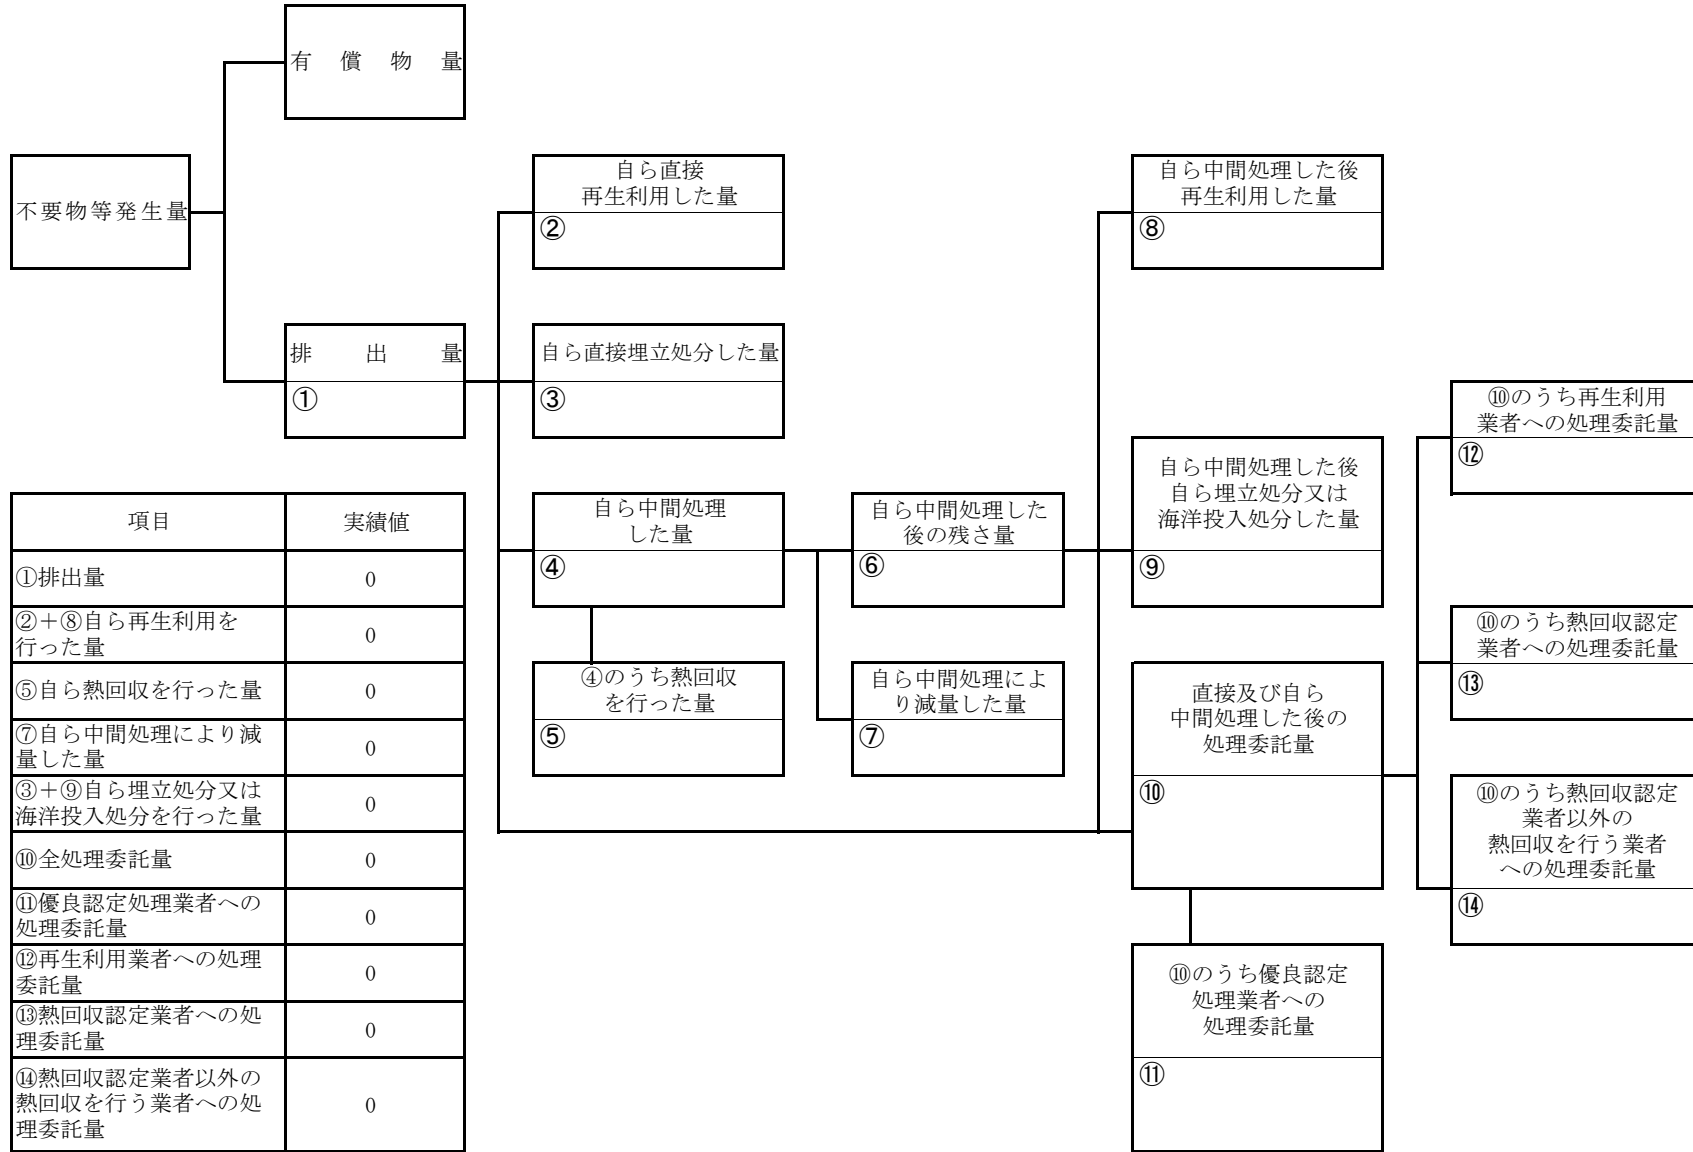 有償物量
不要物等発生量
自ら直接
再生利用した量
②
自ら中間処理した後
再生利用した量
⑧
排出量
①
自ら直接埋立処分した量
③
⑩のうち再生利用
業者への処理委託量
⑫
自ら中間処理した後
自ら埋立処分又は
海洋投入処分した量
⑨
自ら中間処理
した量
④
自ら中間処理した
後の残さ量
⑥
⑩のうち熱回収認定
業者への処理委託量
⑬
④のうち熱回収
を行った量
⑤
自ら中間処理によ
り減量した量
⑦
直接及び自ら
中間処理した後の
処理委託量
⑩
⑩のうち熱回収認定
業者以外の
熱回収を行う業者
への処理委託量
⑭
⑩のうち優良認定
処理業者への
処理委託量
⑪
項目 実績値
①排出量 0
②＋⑧自ら再生利用を
行った量 0
⑤自ら熱回収を行った量 0
⑦自ら中間処理により減
量した量 0
③＋⑨自ら埋立処分又は
海洋投入処分を行った量 0
⑩全処理委託量 0
⑪優良認定処理業者への
処理委託量 0
⑫再生利用業者への処理
委託量 0
⑬熱回収認定業者への処
理委託量 0
⑭熱回収認定業者以外の
熱回収を行う業者への処 0
理委託量